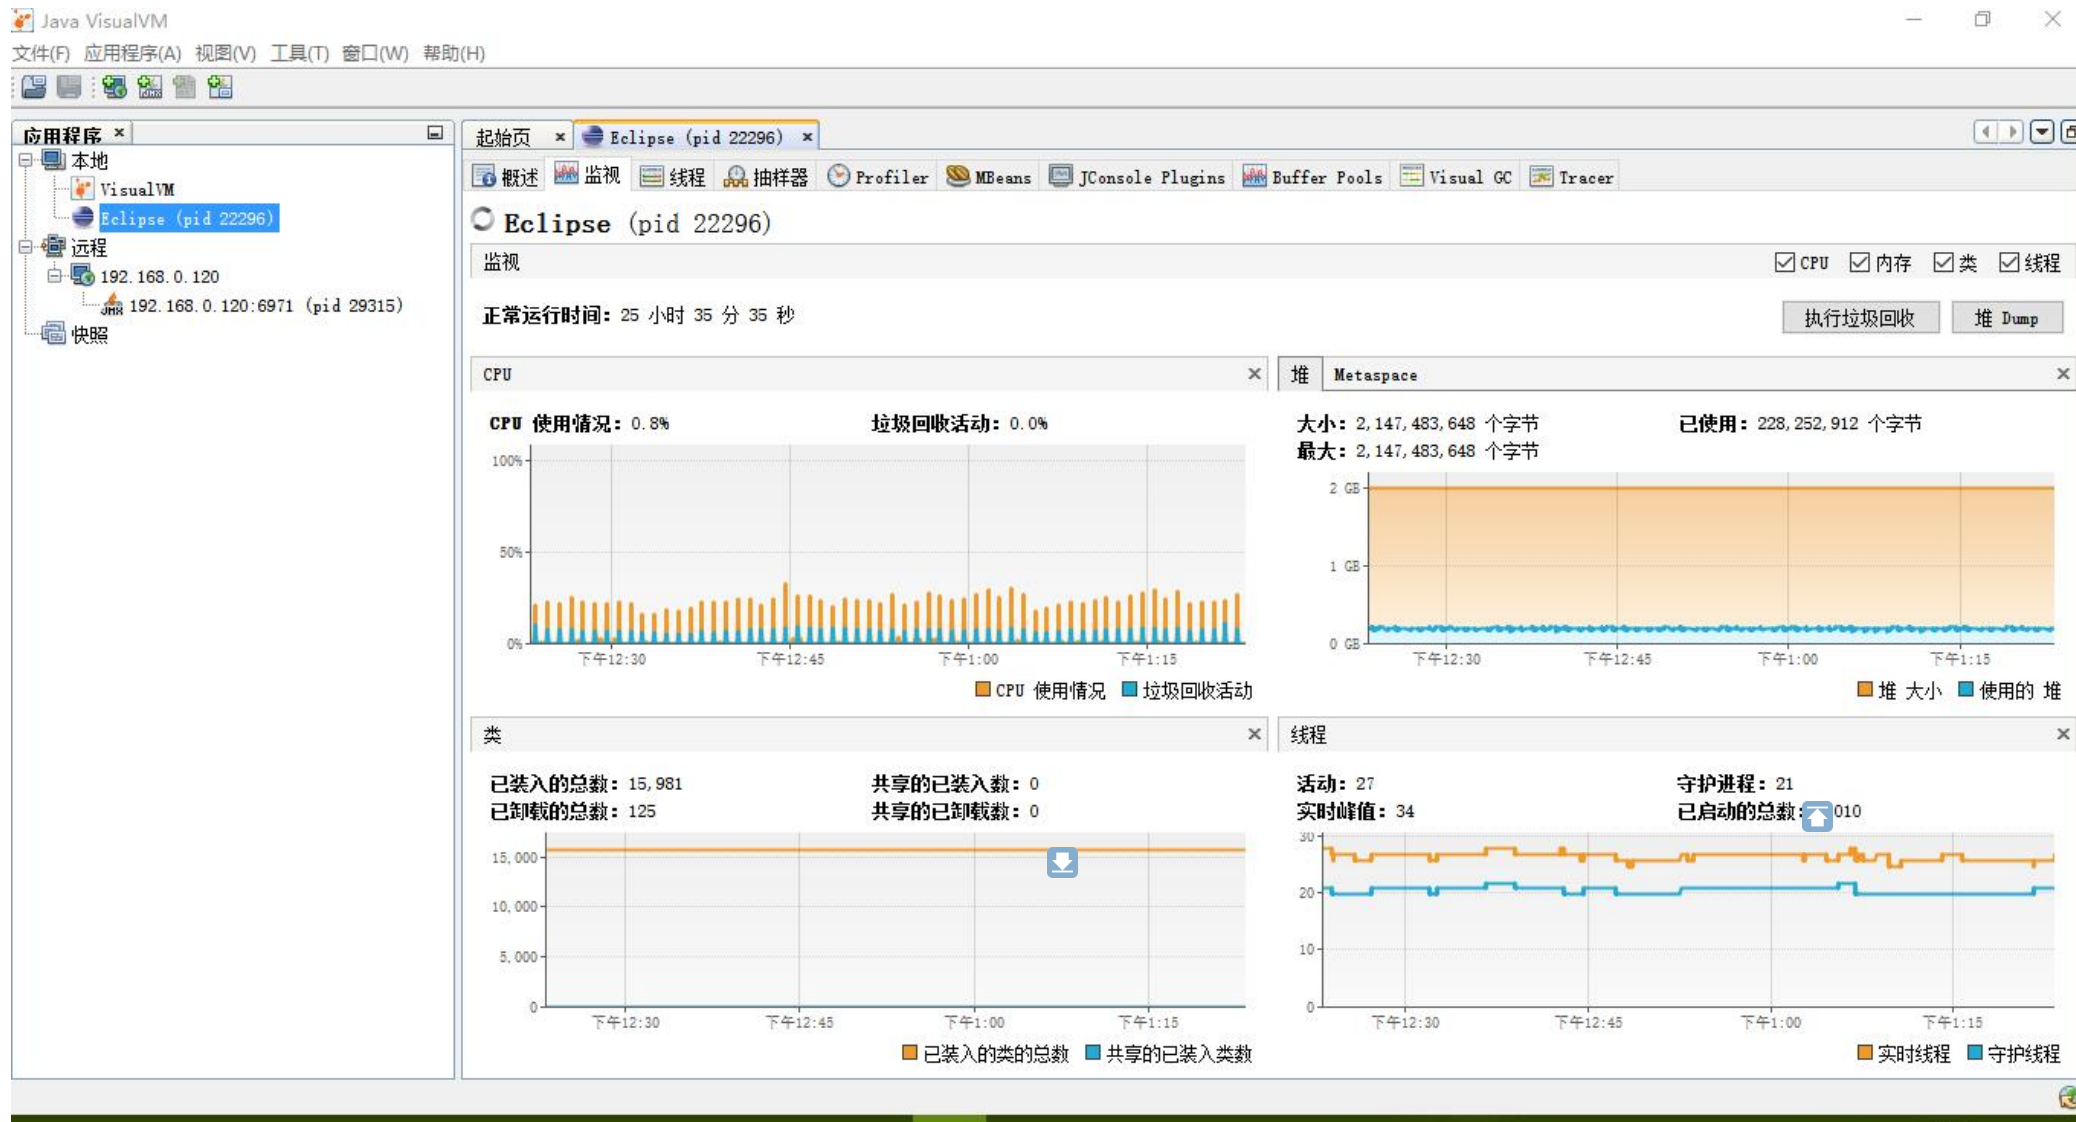 Java VisualVM
文件(F) 应用程序(A) 视图(V) 工具(T) 窗口(W) 帮助(H)
应用程序
本地
VisualVM
Eclipse (pid 22296)
远程
192.168.0.120
192.168.0.120:6971 (pid 29315)
快照
起始页 Eclipse (pid 22296)
概述 监视 线程 抽样器 Profiler MBeans JConsole Plugins Buffer Pools Visual GC Tracer
Eclipse (pid 22296)
监视 CPU 内存 类 线程
正常运行时间: 25 小时 35 分 35 秒 执行垃圾回收 堆 Dump
CPU
CPU 使用情况: 0.8% 垃圾回收活动: 0.0%
100%
50%
0%
下午12:30 下午12:45 下午1:00 下午1:15
CPU 使用情况 垃圾回收活动
堆 Metaspace
大小: 2,147,483,648 个字节 已使用: 228,252,912 个字节
最大: 2,147,483,648 个字节
2 GB
1 GB
0 GB
下午12:30 下午12:45 下午1:00 下午1:15
堆 大小 使用的 堆
类
已装入的总数: 15,981 共享的已装入数: 0
已卸载的总数: 125 共享的已卸载数: 0
15,000
10,000
5,000
0
下午12:30 下午12:45 下午1:00 下午1:15
已装入的类的总数 共享的已装入类数
线程
活动: 27 守护进程: 21
实时峰值: 34 已启动的总数: 010
30
20
10
0
下午12:30 下午12:45 下午1:00 下午1:15
实时线程 守护线程